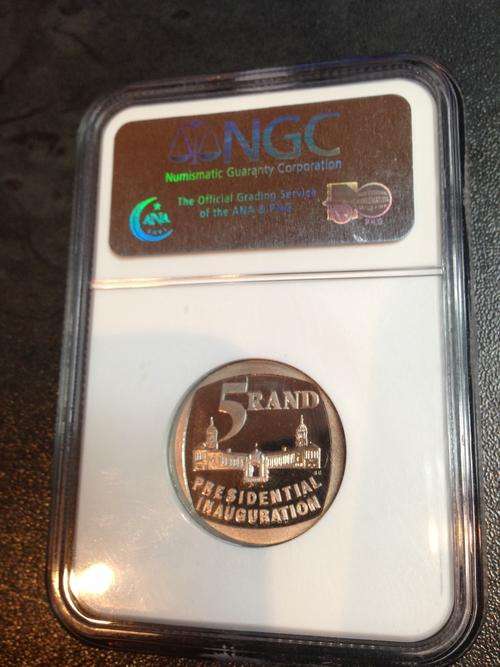 NGC
Numismatic Guaranty Corporation
The Official Grading Service
of the ANA & PNG
ANA
5 RAND
PRESIDENTIAL
INAUGURATION